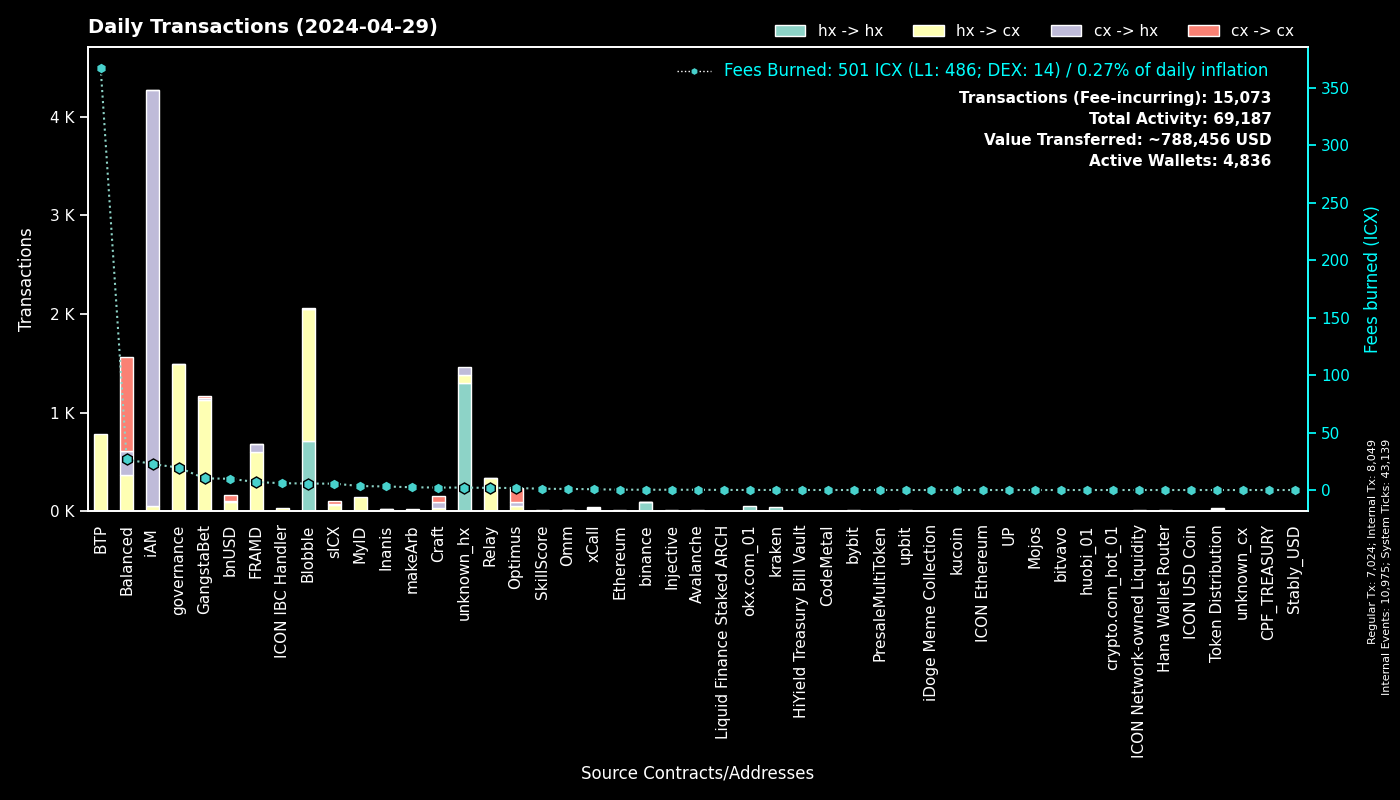 Daily Transactions (2024-04-29)
hx -> hx
hx -> cx
cx -> hx
cx -> cx
Fees Burned: 501 ICX (L1: 486; DEX: 14) / 0.27% of daily inflation
Transactions (Fee-incurring): 15,073
Total Activity: 69,187
Value Transferred: ~788,456 USD
Active Wallets: 4,836
Transactions
4 K
3 K
2 K
1 K
0 K
350
300
250
200
150
100
50
0
Fees burned (ICX)
BTP
Balanced
iAM
governance
GangstaBet
bnUSD
FRAMD
ICON IBC Handler
Blobble
sICX
MyID
Inanis
makeArb
Craft
unknown_hx
Relay
Optimus
SkillScore
Omm
xCall
Ethereum
binance
Injective
Avalanche
Liquid Finance Staked ARCH
okx.com_01
kraken
HiYield Treasury Bill Vault
CodeMetal
bybit
PresaleMultiToken
upbit
iDoge Meme Collection
kucoin
ICON Ethereum
UP
Mojos
bitvavo
huobi_01
crypto.com_hot_01
ICON Network-owned Liquidity
Hana Wallet Router
ICON USD Coin
Token Distribution
unknown_cx
CPF_TREASURY
Stably_USD
Source Contracts/Addresses
Regular Tx: 7,024; Internal Tx: 8,049
Internal Events: 10,975; System Ticks: 43,139